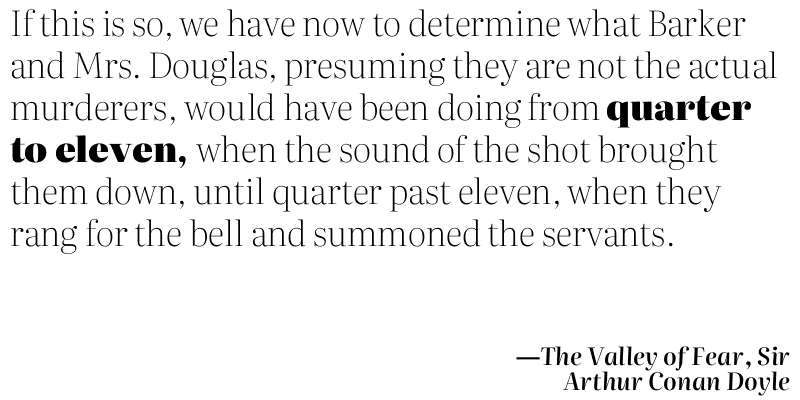 If this is so, we have now to determine what Barker
and Mrs. Douglas, presuming they are not the actual
murderers, would have been doing from quarter
to eleven, when the sound of the shot brought
them down, until quarter past eleven, when they
rang for the bell and summoned the servants.
—The Valley of Fear, Sir
Arthur Conan Doyle